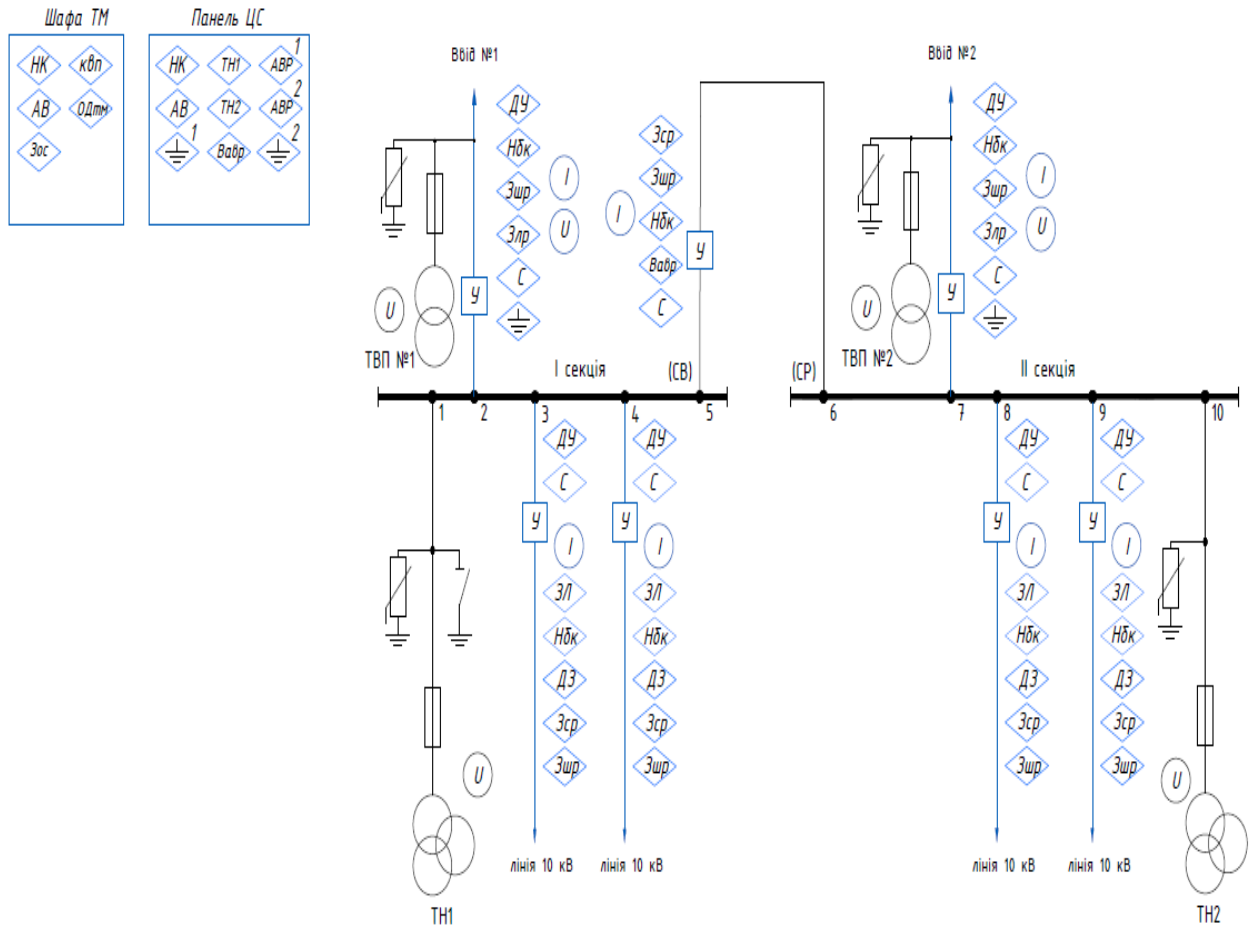 Шафа ТМ
НК
квп
АВ
ОДтм
Зос
Панель ЦС
НК
ТН1
АВР
1
АВ
ТН2
АВР
2
1
Вавр
2
Ввід №1
ДУ
Нбк
Зшр
Злр
С
I
U
У
U
ТВП №1
Зср
Зшр
Нбк
Вавр
С
I
У
Ввід №2
ДУ
Нбк
Зшр
Злр
С
I
U
У
U
ТВП №2
I секція
(СВ)
(СР)
II секція
1
2
3
4
5
6
7
8
9
10
ДУ
С
У
I
ЗЛ
Нбк
ДЗ
Зср
Зшр
лінія 10 кВ
ДУ
С
У
I
ЗЛ
Нбк
ДЗ
Зср
Зшр
лінія 10 кВ
ДУ
С
У
I
ЗЛ
Нбк
ДЗ
Зср
Зшр
лінія 10 кВ
ДУ
С
У
I
ЗЛ
Нбк
ДЗ
Зср
Зшр
лінія 10 кВ
U
ТН1
U
ТН2